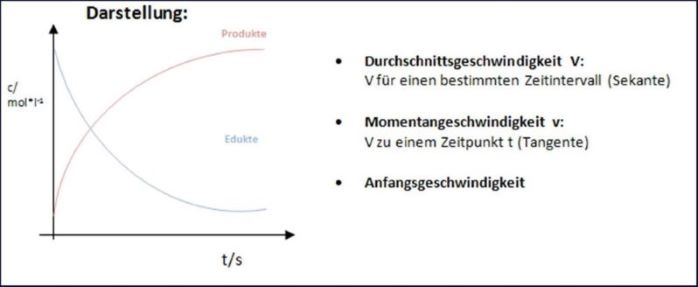 Darstellung:
Produkte
c/
mol*l⁻¹
Edukte
t/s
• Durchschnittsgeschwindigkeit V:
V für einen bestimmten Zeitintervall (Sekante)
• Momentangeschwindigkeit v:
V zu einem Zeitpunkt t (Tangente)
• Anfangsgeschwindigkeit